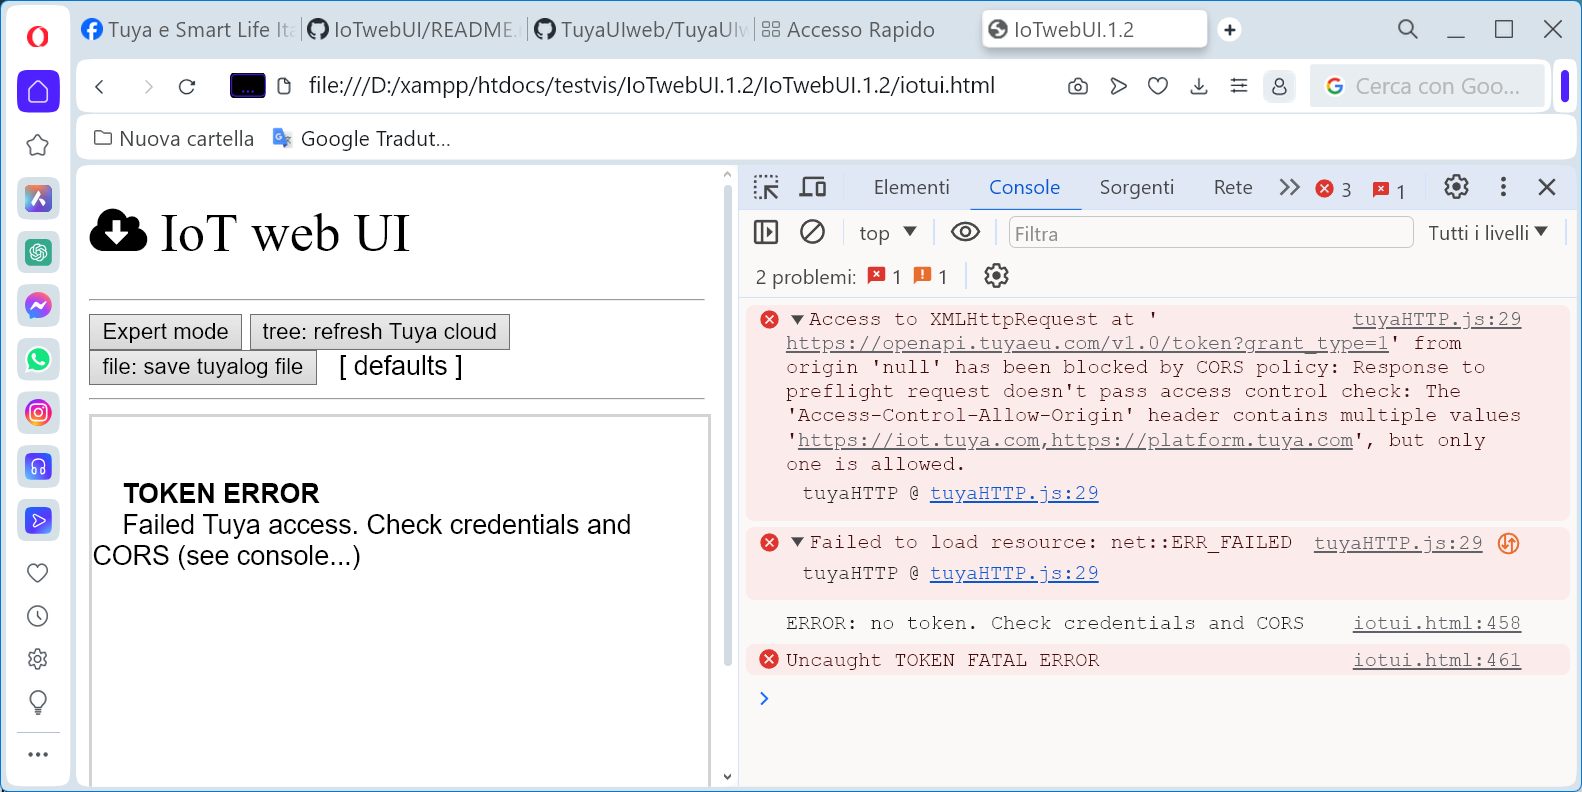 Tuya e Smart Life Ita
IoTwebUI/README.
TuyaUIweb/TuyaUIw
Accesso Rapido
IoTwebUI.1.2
...
file:///D:/xampp/htdocs/testvis/IoTwebUI.1.2/IoTwebUI.1.2/iotui.html
Cerca con Goo...
Nuova cartella
Google Tradut...
IoT web UI
Expert mode
tree: refresh Tuya cloud
file: save tuyalog file
[ defaults ]
TOKEN ERROR
Failed Tuya access. Check credentials and
CORS (see console...)
Elementi
Console
Sorgenti
Rete
3
1
top
Filtra
Tutti i livelli
2 problemi:
1
1
Access to XMLHttpRequest at '
tuyaHTTP.js:29
https://openapi.tuyaeu.com/v1.0/token?grant_type=1' from
origin 'null' has been blocked by CORS policy: Response to
preflight request doesn't pass access control check: The
'Access-Control-Allow-Origin' header contains multiple values
'https://iot.tuya.com,https://platform.tuya.com', but only
one is allowed.
tuyaHTTP @ tuyaHTTP.js:29
Failed to load resource: net::ERR_FAILED
tuyaHTTP.js:29
tuyaHTTP @ tuyaHTTP.js:29
ERROR: no token. Check credentials and CORS
iotui.html:458
Uncaught TOKEN FATAL ERROR
iotui.html:461